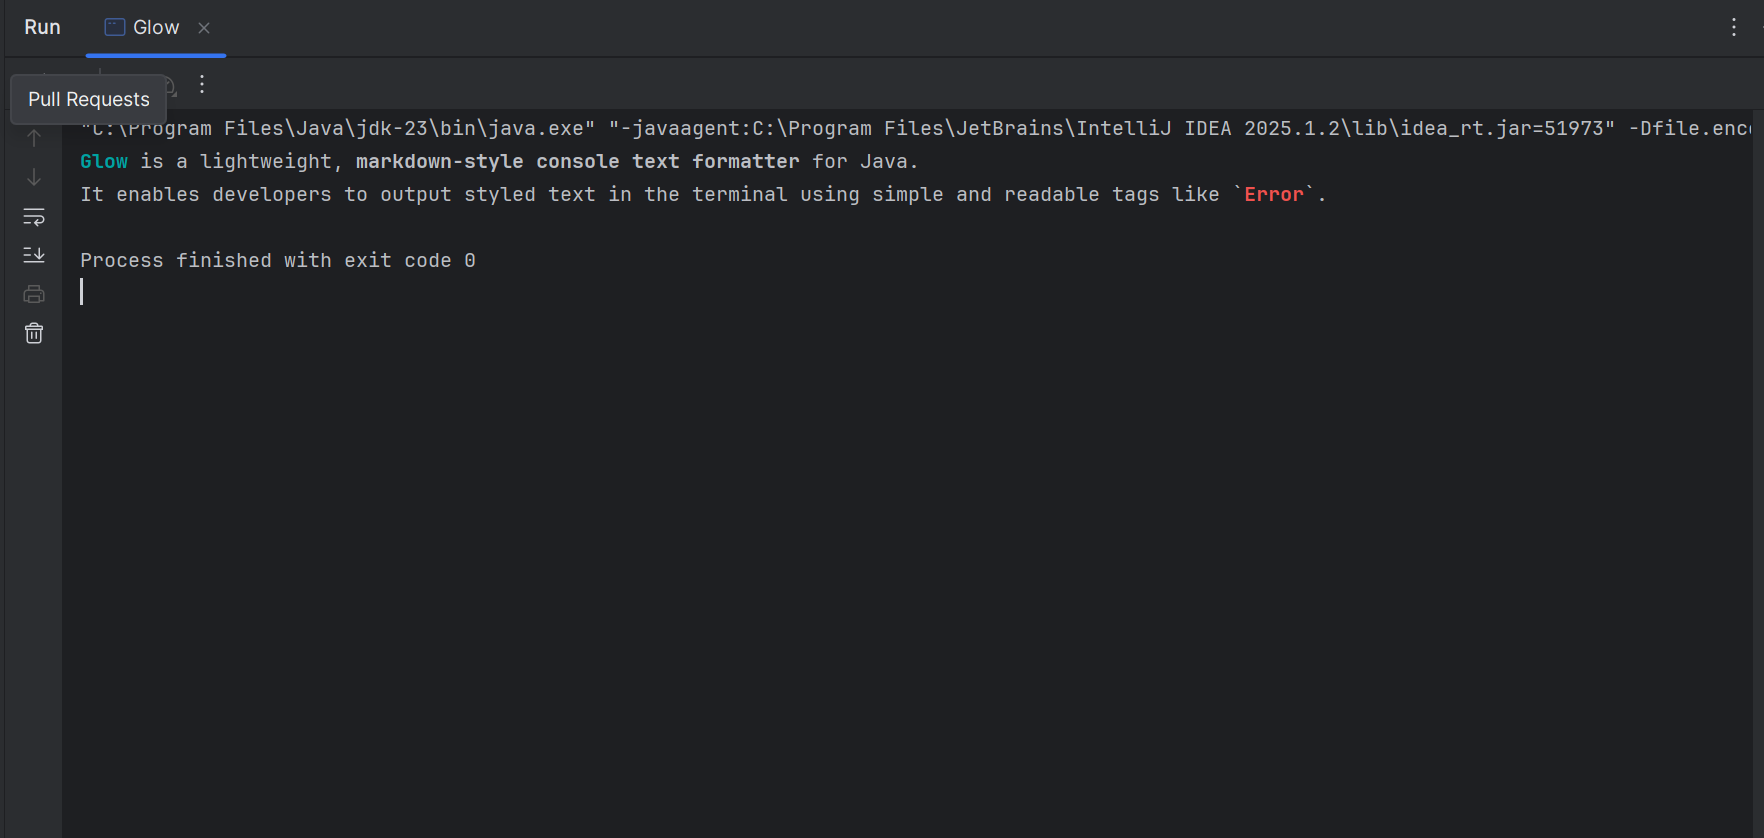 Run Glow
Pull Requests
"C:\Program Files\Java\jdk-23\bin\java.exe" "-javaagent:C:\Program Files\JetBrains\IntelliJ IDEA 2025.1.2\lib\idea_rt.jar=51973" -Dfile.enc
Glow is a lightweight, markdown-style console text formatter for Java.
It enables developers to output styled text in the terminal using simple and readable tags like `Error`.
Process finished with exit code 0